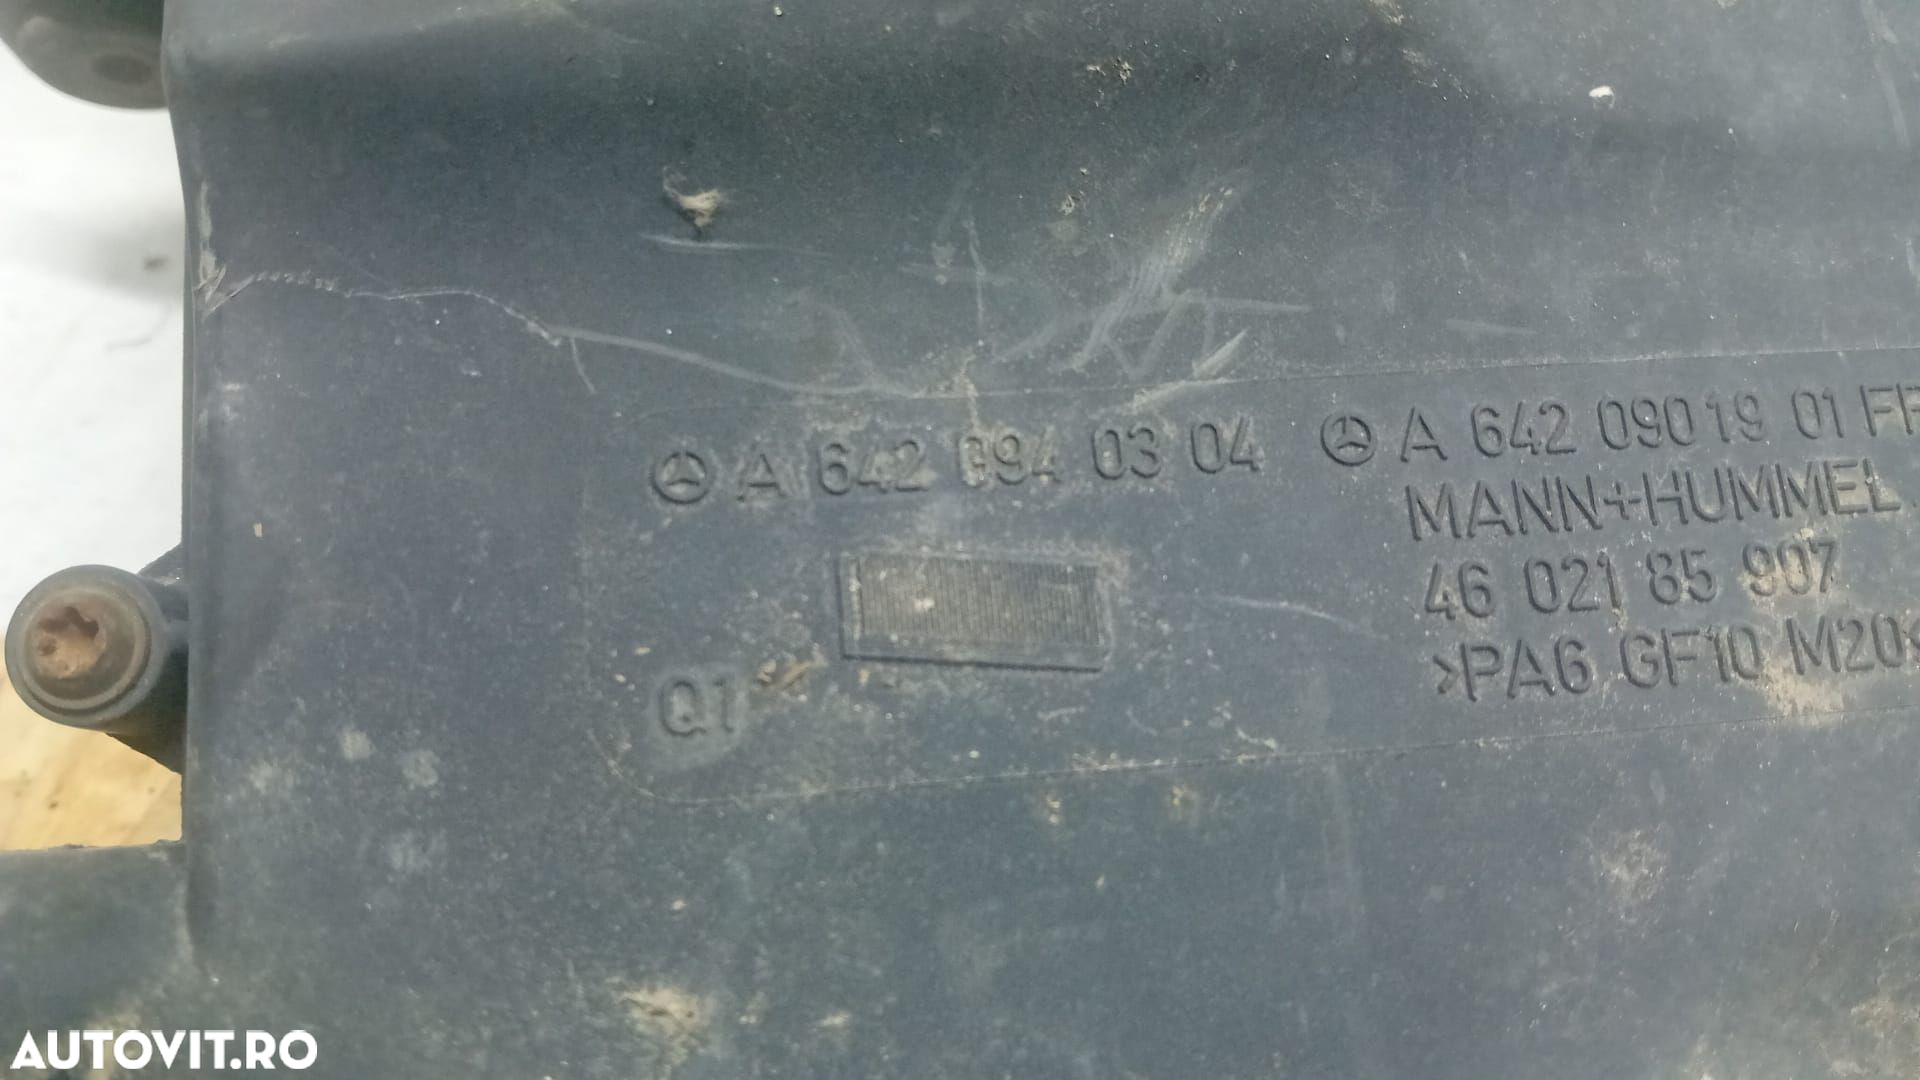 A 642 094 03 04
A 642 090 19 01
MANN+HUMMEL
46 021 85 907
>PA6 GF10 M20<
Q1
AUTOVIT.RO